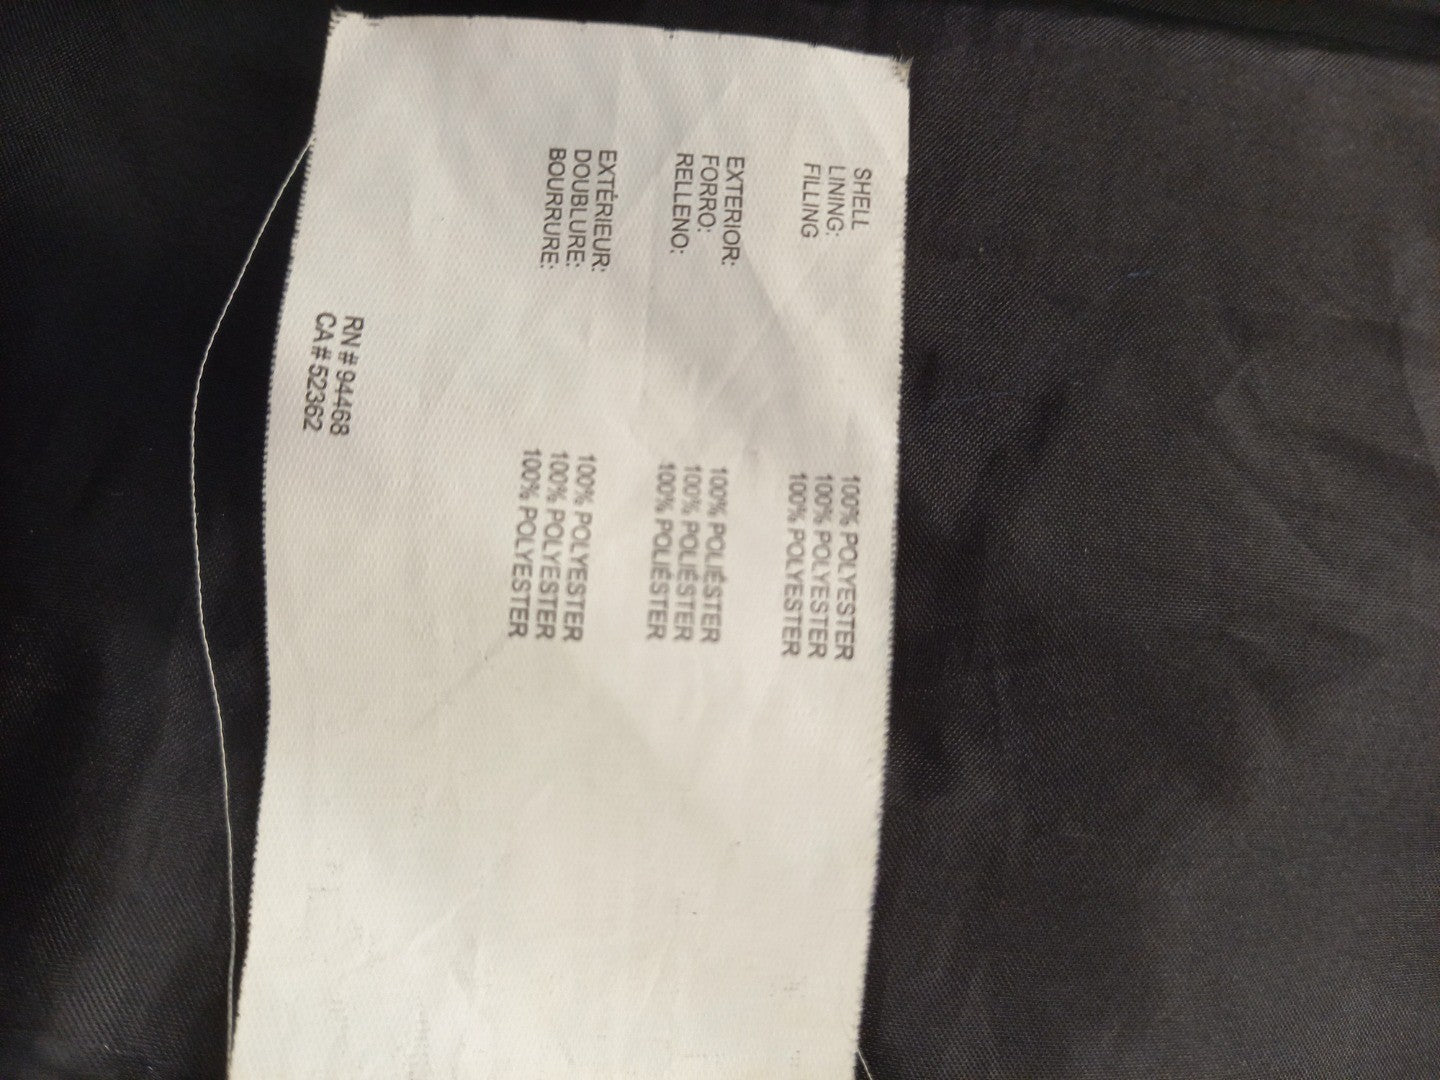 SHELL 100% POLYESTER
LINING: 100% POLYESTER
FILLING 100% POLYESTER
EXTERIOR: 100% POLIÉSTER
FORRO: 100% POLIÉSTER
RELLENO: 100% POLIÉSTER
EXTÉRIEUR: 100% POLYESTER
DOUBLURE: 100% POLYESTER
BOURRURE: 100% POLYESTER
RN # 94468
CA # 52362